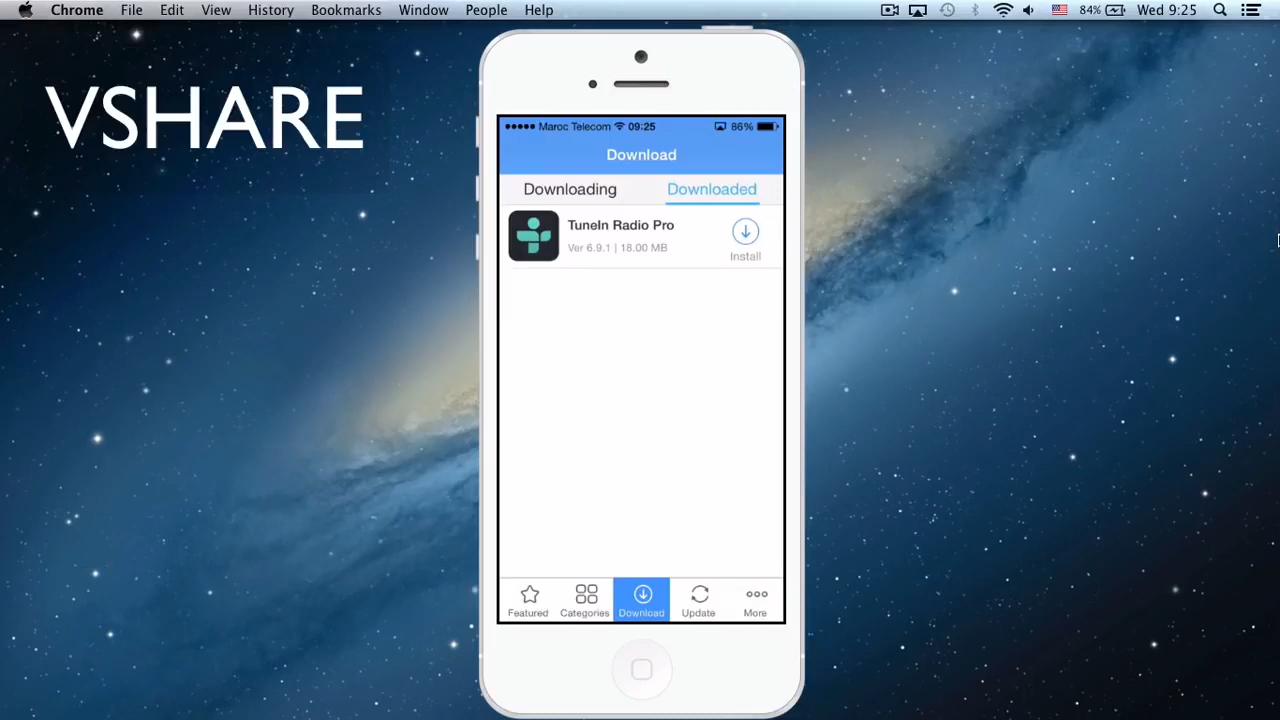 Chrome File Edit View History Bookmarks Window People Help 84% Wed 9:25
VSHARE
Maroc Telecom 09:25 86%
Download
Downloading Downloaded
TuneIn Radio Pro
Ver 6.9.1 | 18.00 MB
Install
Featured Categories Download Update More